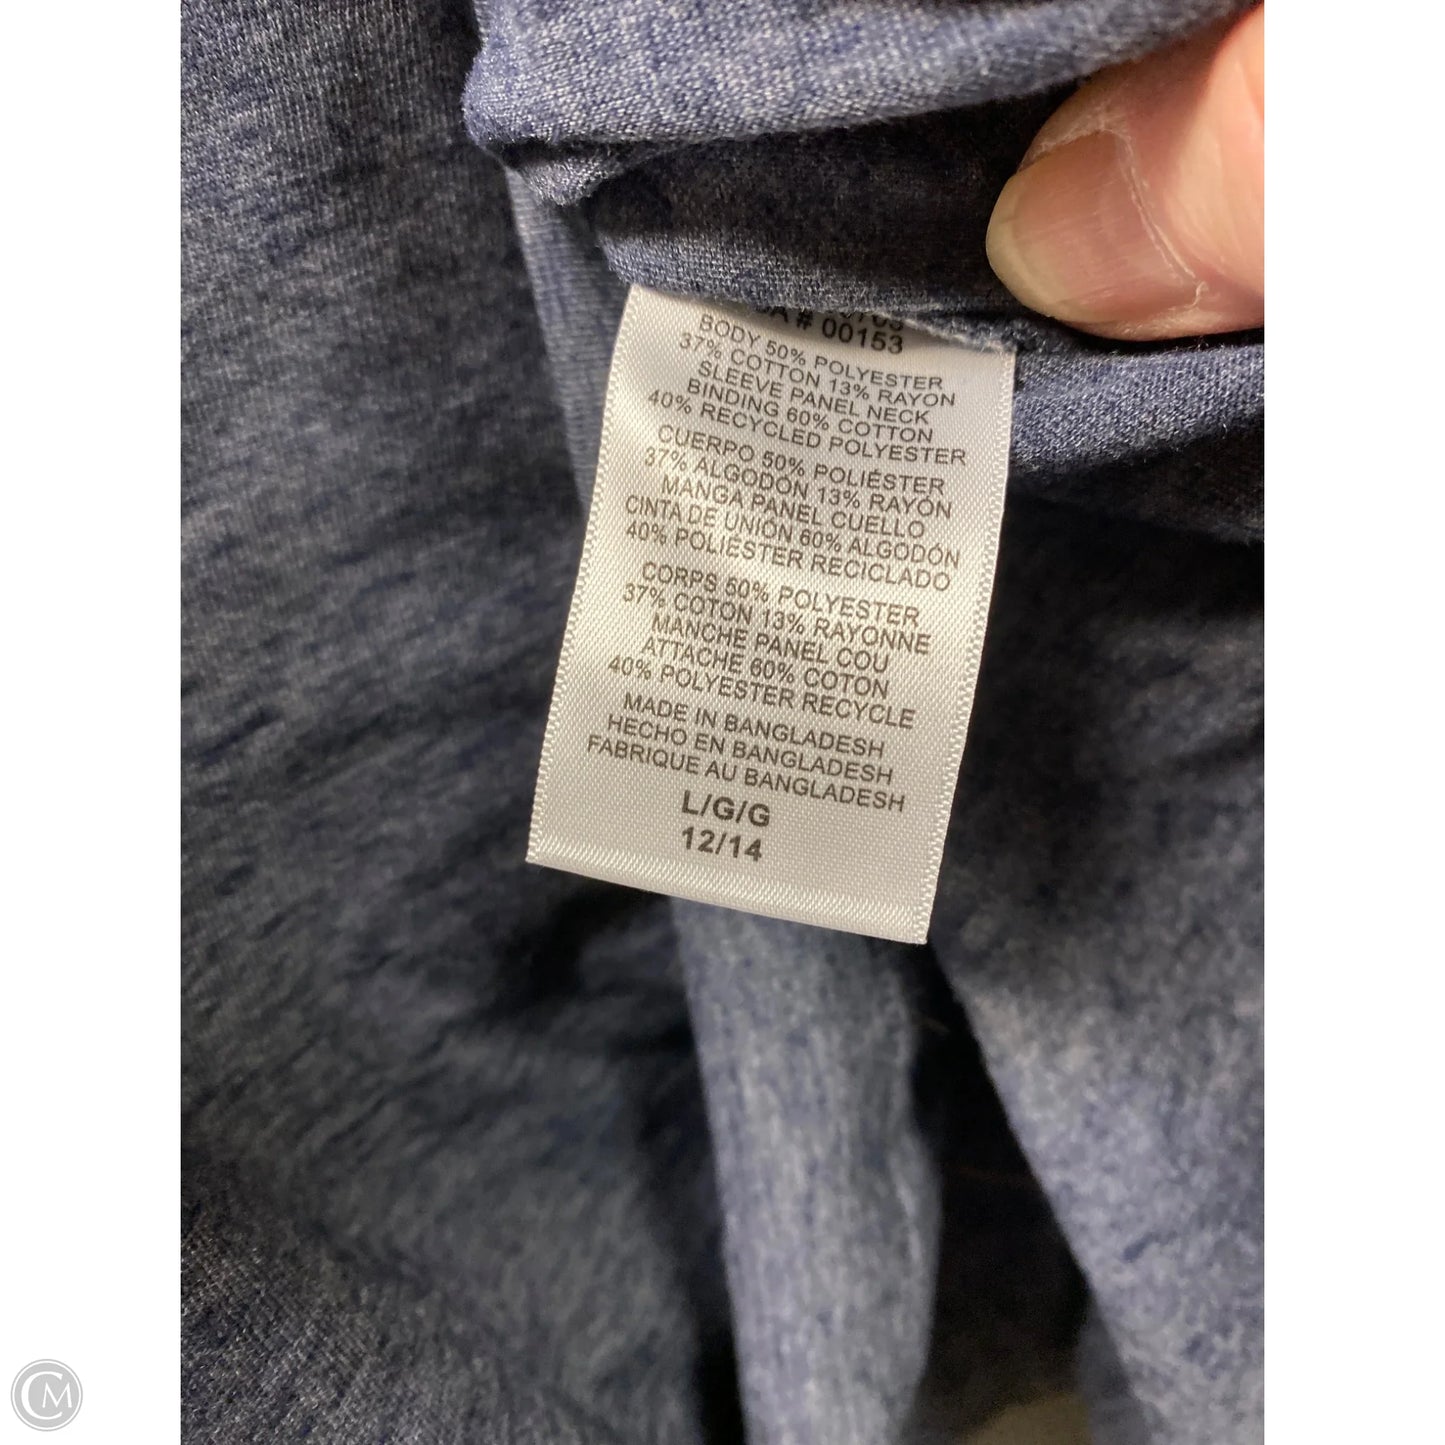 # 00153
BODY 50% POLYESTER
37% COTTON 13% RAYON
SLEEVE PANEL NECK
BINDING 60% COTTON
40% RECYCLED POLYESTER
CUERPO 50% POLIÉSTER
37% ALGODÓN 13% RAYÓN
MANGA PANEL CUELLO
CINTA DE UNIÓN 60% ALGODÓN
40% POLIÉSTER RECICLADO
CORPS 50% POLYESTER
37% COTON 13% RAYONNE
MANCHE PANEL COU
ATTACHE 60% COTON
40% POLYESTER RECYCLE
MADE IN BANGLADESH
HECHO EN BANGLADESH
FABRIQUE AU BANGLADESH
L/G/G
12/14
CM